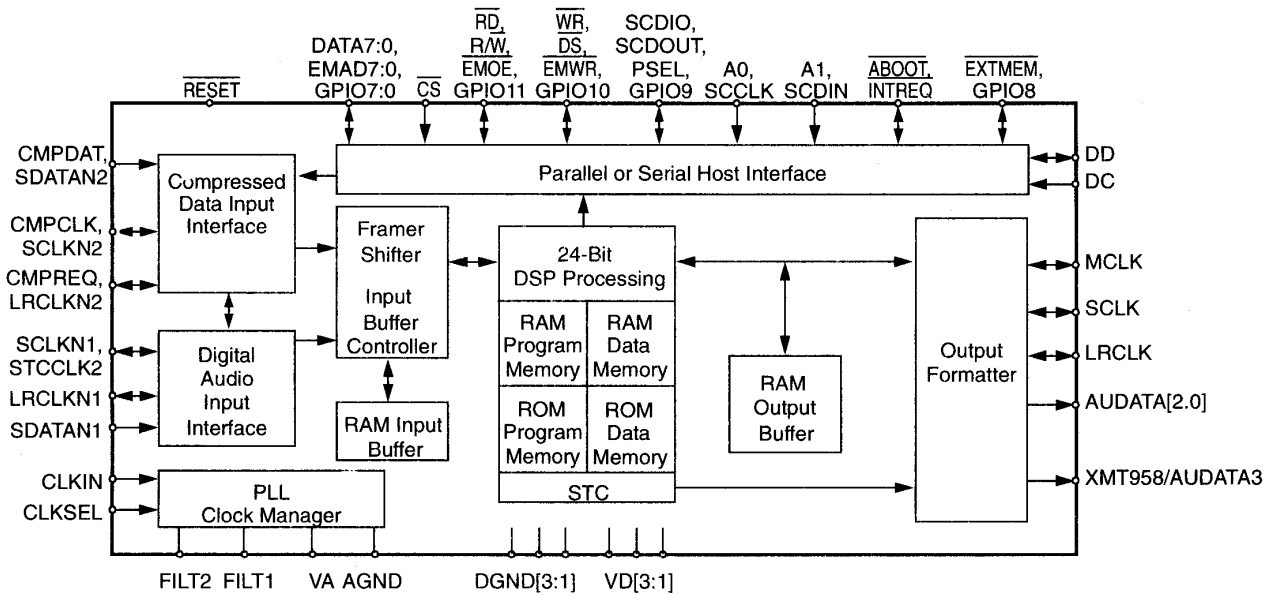 RD,
R/W,
EMOE,
GPIO11
WR,
DS,
EMWR,
GPIO10
SCDIO,
SCDOUT,
PSEL,
GPIO9
DATA7:0,
EMAD7:0,
GPIO7:0
A0,
SCCLK
A1,
SCDIN
ABOOT,
INTREQ
EXTMEM,
GPIO8
RESET
CS
CMPDAT,
SDATAN2
CMPCLK,
SCLKN2
CMPREQ,
LRCLKN2
SCLKN1,
STCCLK2
LRCLKN1
SDATAN1
CLKIN
CLKSEL
Compressed
Data Input
Interface
Digital
Audio
Input
Interface
PLL
Clock Manager
Parallel or Serial Host Interface
Framer
Shifter
Input
Buffer
Controller
RAM Input
Buffer
24-Bit
DSP Processing
RAM
Program
Memory
RAM
Data
Memory
ROM
Program
Memory
ROM
Data
Memory
STC
RAM
Output
Buffer
Output
Formatter
DD
DC
MCLK
SCLK
LRCLK
AUDATA[2.0]
XMT958/AUDATA3
FILT2 FILT1 VA AGND DGND[3:1] VD[3:1]